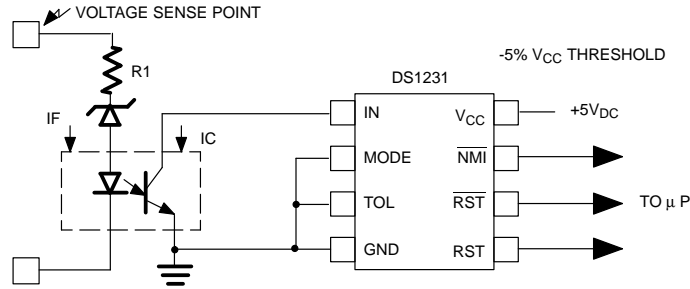 VOLTAGE SENSE POINT
R1
-5% VCC THRESHOLD
DS1231
IF
IC
IN
VCC
+5VDC
MODE
NMI
TOL
RST
TO μ P
GND
RST